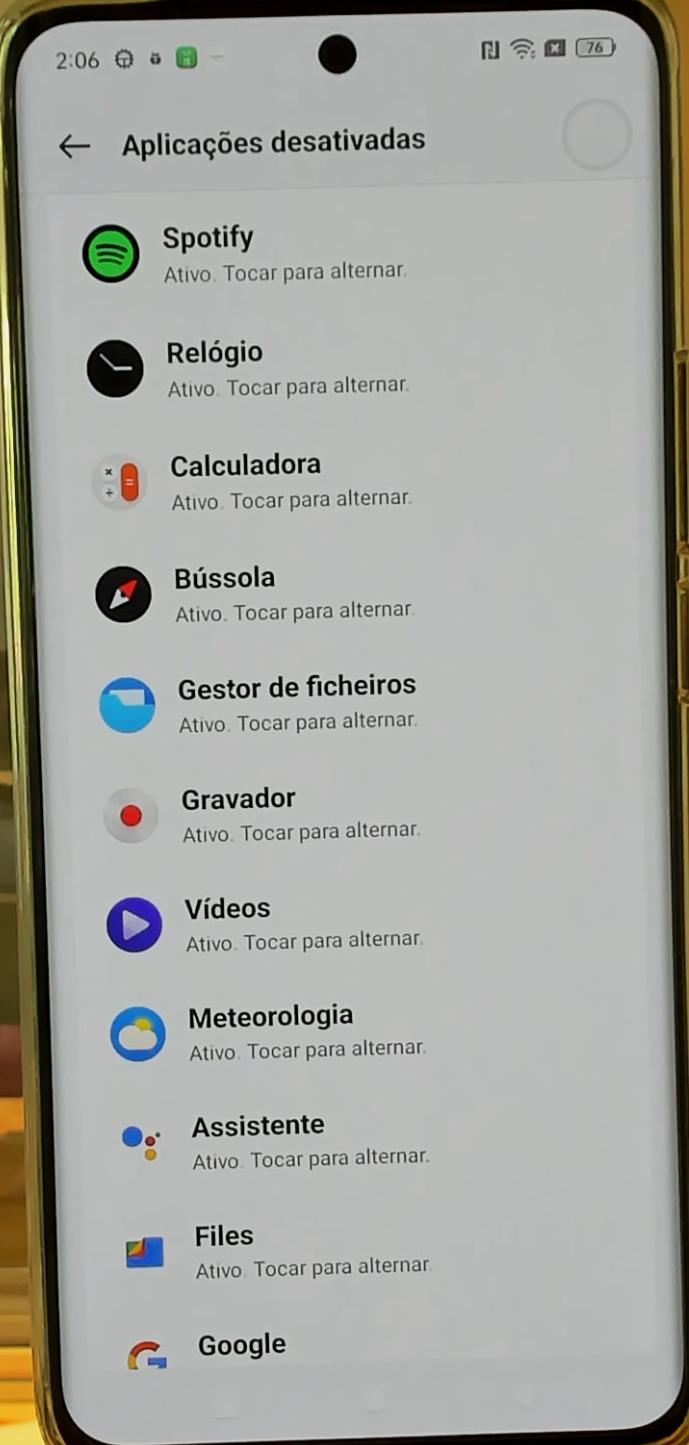 2:06
76
Aplicações desativadas
Spotify
Ativo. Tocar para alternar.
Relógio
Ativo. Tocar para alternar.
Calculadora
Ativo. Tocar para alternar.
Bússola
Ativo. Tocar para alternar.
Gestor de ficheiros
Ativo. Tocar para alternar.
Gravador
Ativo. Tocar para alternar.
Vídeos
Ativo. Tocar para alternar.
Meteorologia
Ativo. Tocar para alternar.
Assistente
Ativo. Tocar para alternar.
Files
Ativo. Tocar para alternar.
Google